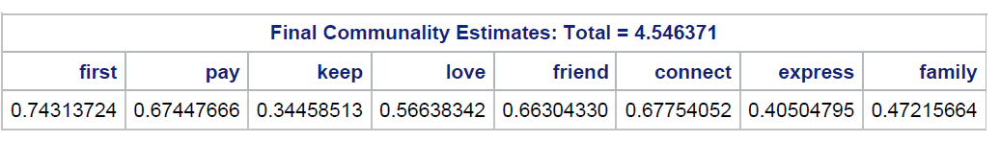 Final Communality Estimates: Total = 4.546371
first pay keep love friend connect express family
0.74313724 0.67447666 0.34458513 0.56638342 0.66304330 0.67754052 0.40504795 0.47215664